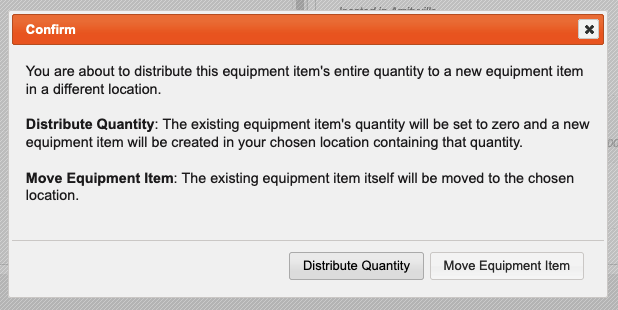 located in Amityville
Confirm
You are about to distribute this equipment item's entire quantity to a new equipment item
in a different location.
Distribute Quantity: The existing equipment item's quantity will be set to zero and a new
equipment item will be created in your chosen location containing that quantity.
Move Equipment Item: The existing equipment item itself will be moved to the chosen
location.
Distribute Quantity Move Equipment Item